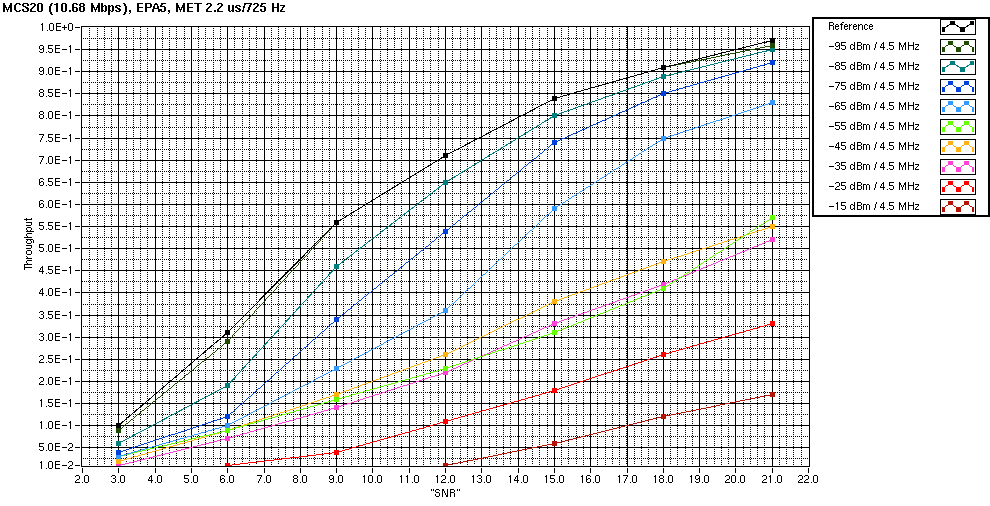 MCS20 (10.68 Mbps), EPA5, MET 2.2 us/725 Hz
1.0E+0
9.5E-1
9.0E-1
8.5E-1
8.0E-1
7.5E-1
7.0E-1
6.5E-1
6.0E-1
5.5E-1
5.0E-1
4.5E-1
4.0E-1
3.5E-1
3.0E-1
2.5E-1
2.0E-1
1.5E-1
1.0E-1
5.0E-2
1.0E-2
Throughput
2.0 3.0 4.0 5.0 6.0 7.0 8.0 9.0 10.0 11.0 12.0 13.0 14.0 15.0 16.0 17.0 18.0 19.0 20.0 21.0 22.0
"SNR"
Reference
-95 dBm / 4.5 MHz
-85 dBm / 4.5 MHz
-75 dBm / 4.5 MHz
-65 dBm / 4.5 MHz
-55 dBm / 4.5 MHz
-45 dBm / 4.5 MHz
-35 dBm / 4.5 MHz
-25 dBm / 4.5 MHz
-15 dBm / 4.5 MHz